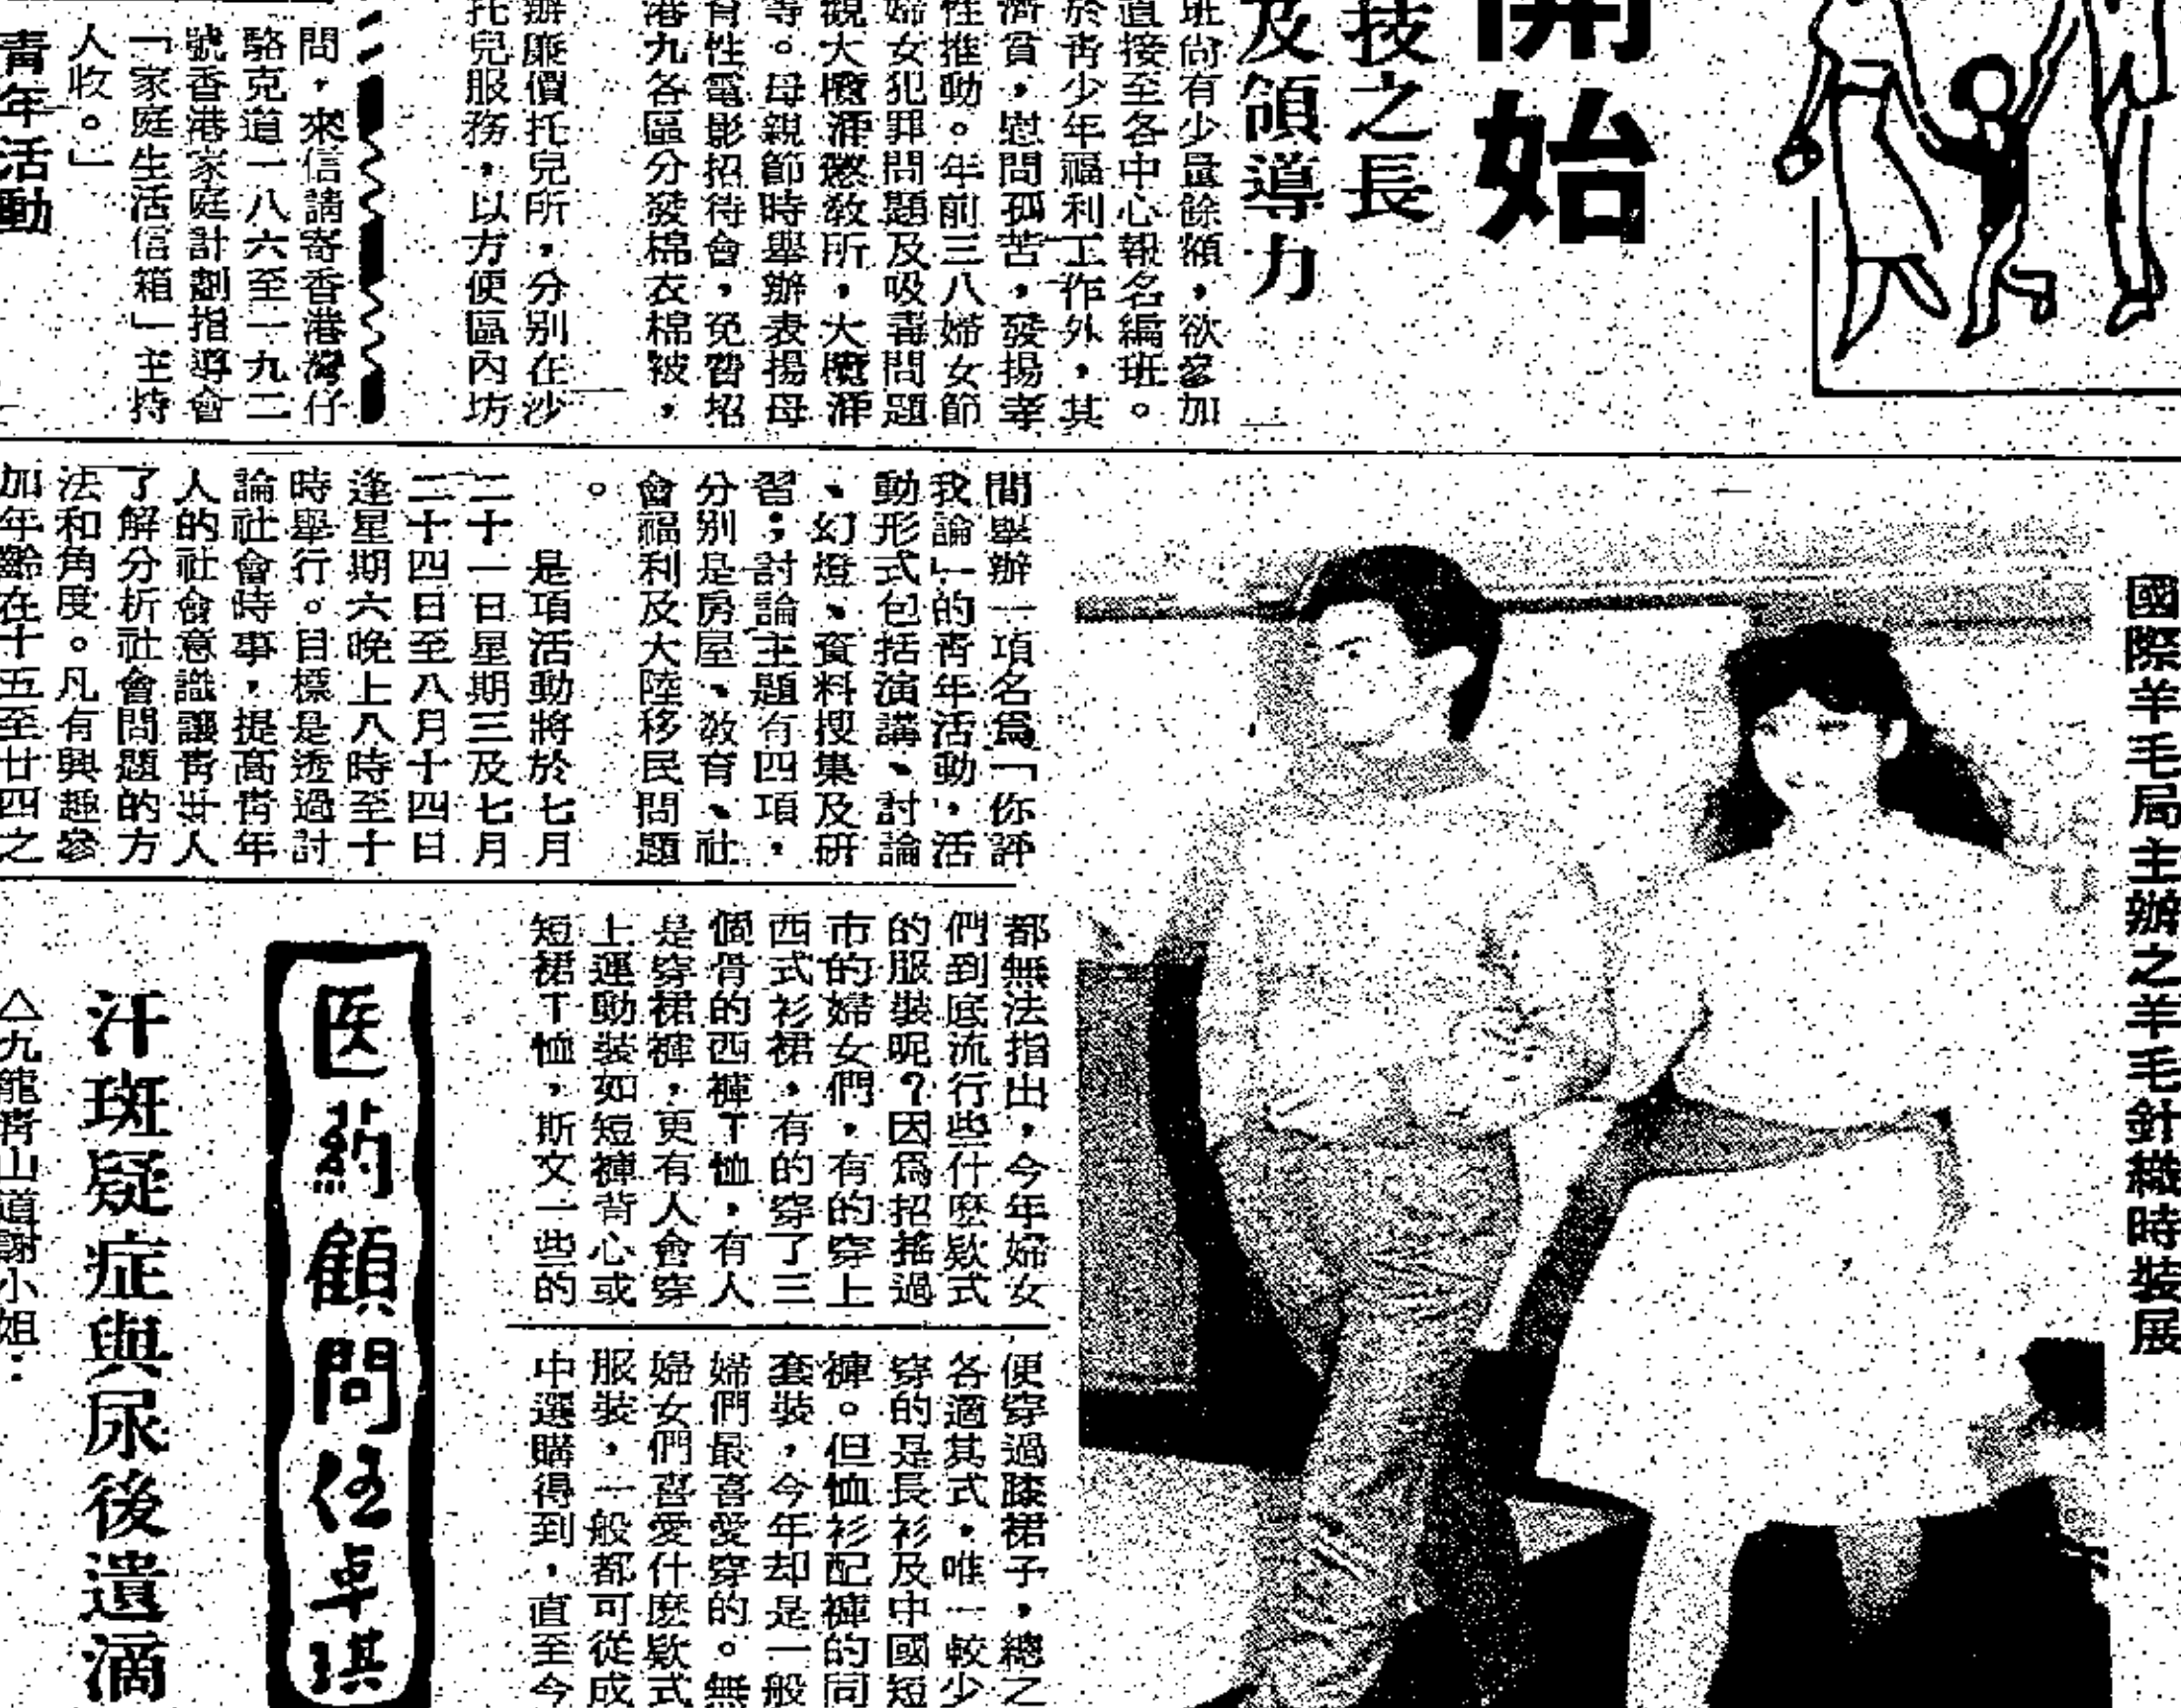 開始
技之長
及領導力
班尚有少量餘額，欲參加
直接至各中心報名編班。
於靑少年福利工作外，其
濟貧，慰問孤苦，發揚孝
性推動。年前三八婦女節
婦女犯罪問題及吸毒問題
觀大欖涌懲敎所，大欖涌
等。母親節時舉辦表揚母
育性電影招待會，免費招
港九各區分發棉衣棉被，
辦廉價托兒所，分別在沙
托兒服務，以方便區內坊
問，來信請寄香港灣仔
駱克道一八六至一九二
號香港家庭計劃指導會
「家庭生活信箱」主持
人收。」
靑年活動
間舉辦一項名爲「你評
我論」的靑年活動，活
動形式包括演講、討論
、幻燈、資料搜集及研
習；討論主題有四項，
分別是房屋、敎育、社
會福利及大陸移民問題
。
是項活動將於七月
二十一日星期三及七月
二十四日至八月十四日
逢星期六晚上八時至十
時舉行。目標是透過討
論社會時事，提高靑年
人的社會意識讓靑年人
了解分析社會問題的方
法和角度。凡有興趣參
加年齡在十五至廿四之
國際羊毛局主辦之羊毛針織時裝展
都無法指出，今年婦女
們到底流行些什麽欵式
的服裝呢？因爲招搖過
市的婦女們，有的穿上
西式衫裙，有的穿了三
個骨的西褲T恤，有人
是穿裙褲，更有人會穿
上運動裝如短褲背心或
短裙T恤，斯文一些的
便穿過膝裙子，總之
各適其式，唯一較少
穿的是長衫及中國短
褲。但恤衫配褲的同
套裝，今年却是一般
婦們最喜愛穿的。無
婦女們喜愛什麽欵式
服裝，一般都可從成
中選購得到，直至今
医葯顧問任卓琪
汗斑疑症與尿後遺滴
△九龍靑山道謝小姐：